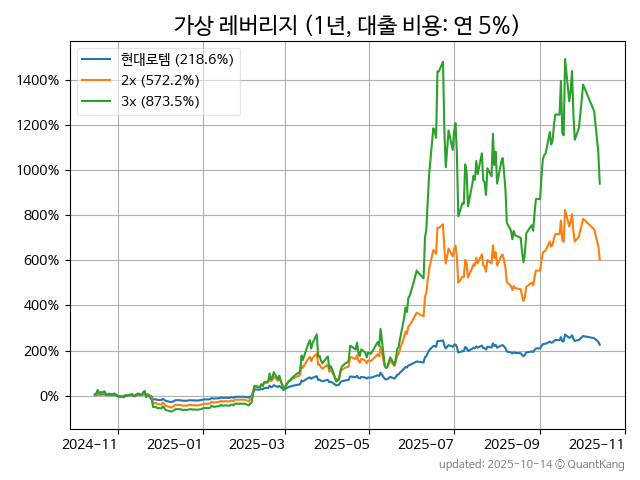 가상 레버리지 (1년, 대출 비용: 연 5%)
현대로템 (218.6%)
2x (572.2%)
3x (873.5%)
1400%
1200%
1000%
800%
600%
400%
200%
0%
2024-11 2025-01 2025-03 2025-05 2025-07 2025-09 2025-11
updated: 2025-10-14 © QuantKang